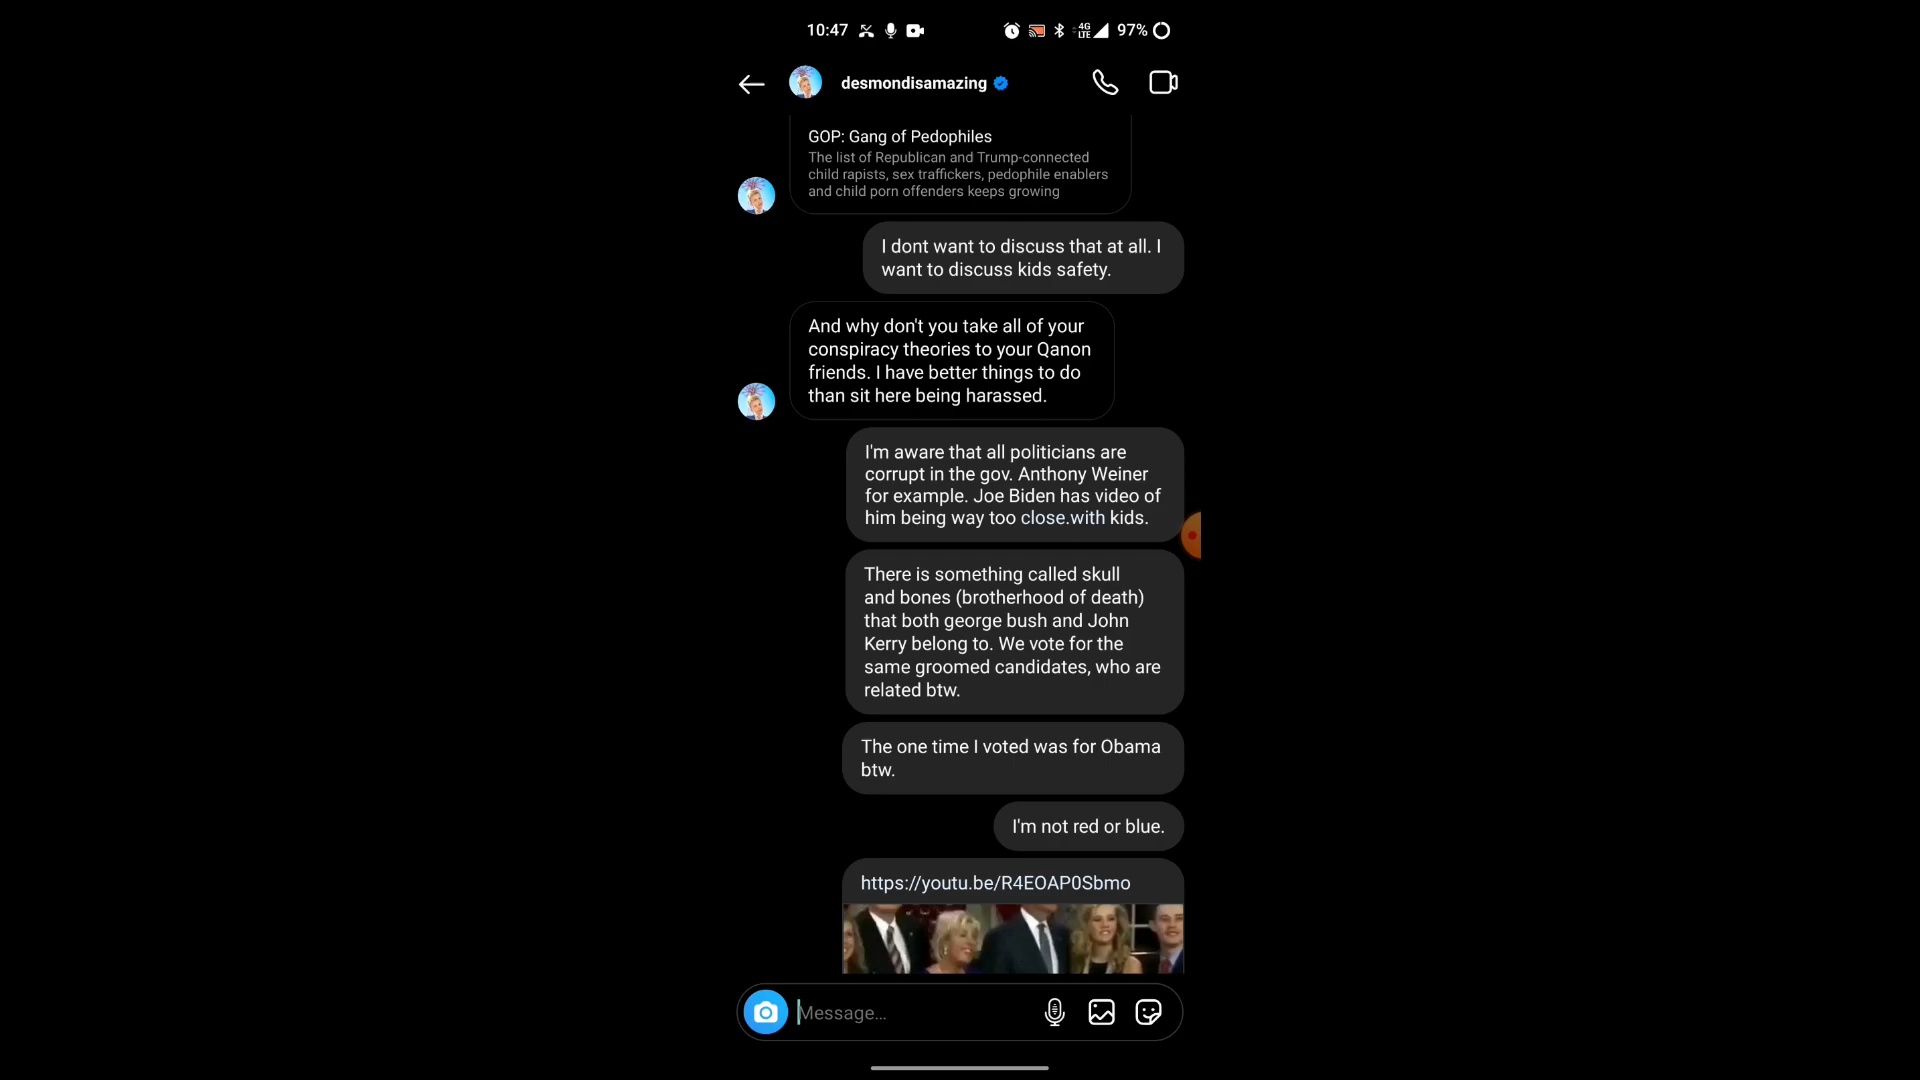 10:47
4G
LTE
97%
desmondisamazing
GOP: Gang of Pedophiles
The list of Republican and Trump-connected
child rapists, sex traffickers, pedophile enablers
and child porn offenders keeps growing
I dont want to discuss that at all. I
want to discuss kids safety.
And why don't you take all of your
conspiracy theories to your Qanon
friends. I have better things to do
than sit here being harassed.
I'm aware that all politicians are
corrupt in the gov. Anthony Weiner
for example. Joe Biden has video of
him being way too close.with kids.
There is something called skull
and bones (brotherhood of death)
that both george bush and John
Kerry belong to. We vote for the
same groomed candidates, who are
related btw.
The one time I voted was for Obama
btw.
I'm not red or blue.
https://youtu.be/R4EOAP0Sbmo
Message...